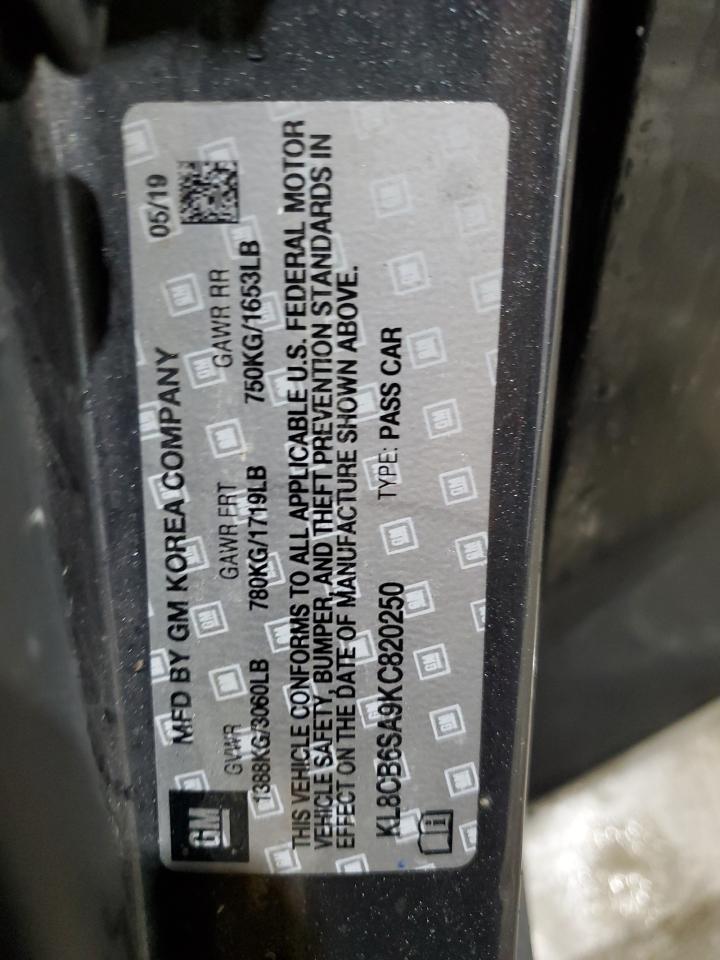 GM
MFD BY GM KOREA COMPANY
05/19
GVWR GAWR FRT GAWR RR
1388KG/3060LB 780KG/1719LB 750KG/1653LB
THIS VEHICLE CONFORMS TO ALL APPLICABLE U.S. FEDERAL MOTOR
VEHICLE SAFETY, BUMPER, AND THEFT PREVENTION STANDARDS IN
EFFECT ON THE DATE OF MANUFACTURE SHOWN ABOVE.
KL8CB6SA9KC820250 TYPE: PASS CAR